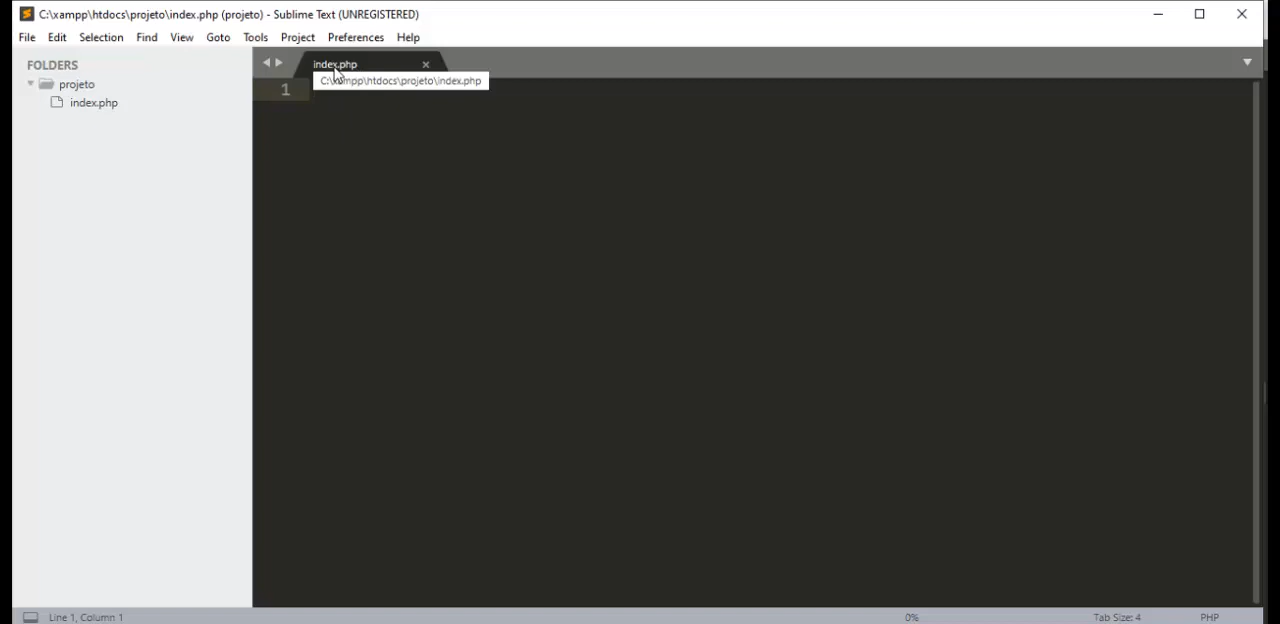 C:\xampp\htdocs\projeto\index.php (projeto) - Sublime Text (UNREGISTERED)
File Edit Selection Find View Goto Tools Project Preferences Help
FOLDERS
projeto
index.php
index.php
C:\xampp\htdocs\projeto\index.php
1
Line 1, Column 1 0% Tab Size: 4 PHP